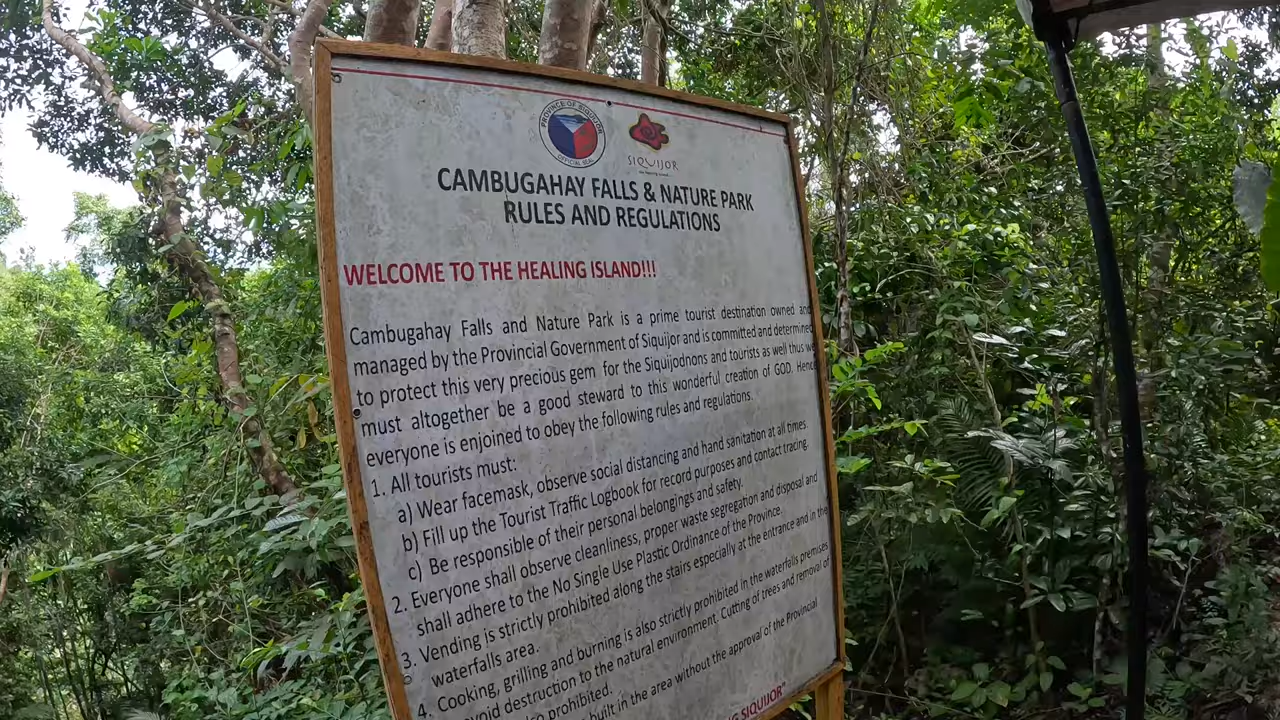 PROVINCE OF SIQUIJOR
OFFICIAL SEAL
SIQUIJOR
CAMBUGAHAY FALLS & NATURE PARK
RULES AND REGULATIONS
WELCOME TO THE HEALING ISLAND!!!
Cambugahay Falls and Nature Park is a prime tourist destination owned and
managed by the Provincial Government of Siquijor and is committed and determined
to protect this very precious gem for the Siquijodnons and tourists as well thus we
must altogether be a good steward to this wonderful creation of GOD. Hence
everyone is enjoined to obey the following rules and regulations.
1. All tourists must:
a) Wear facemask, observe social distancing and hand sanitation at all times.
b) Fill up the Tourist Traffic Logbook for record purposes and contact tracing.
c) Be responsible of their personal belongings and safety.
2. Everyone shall observe cleanliness, proper waste segregation and disposal and
shall adhere to the No Single Use Plastic Ordinance of the Province.
3. Vending is strictly prohibited along the stairs especially at the entrance and in the
waterfalls area.
4. Cooking, grilling and burning is also strictly prohibited in the waterfalls premises
avoid destruction to the natural environment. Cutting of trees and removal of
also prohibited.
built in the area without the approval of the Provincial
SIQUIJOR"